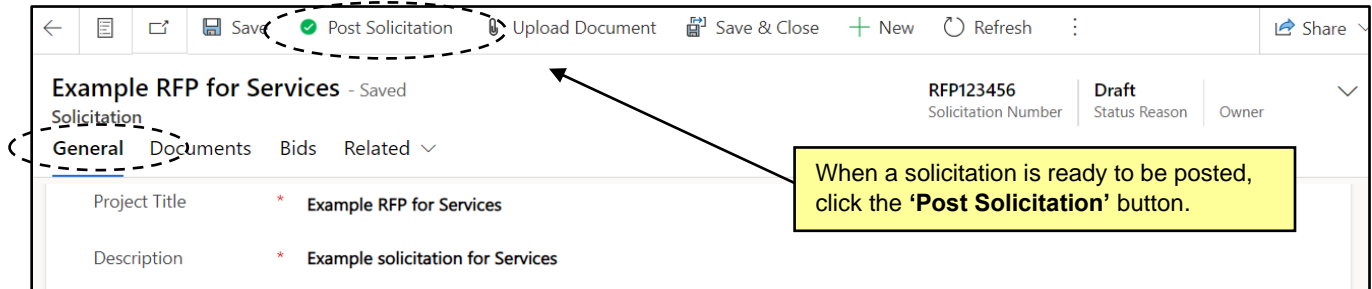 Save Post Solicitation Upload Document Save & Close New Refresh Share
Example RFP for Services - Saved
Solicitation
RFP123456 Draft
Solicitation Number Status Reason Owner
General Documents Bids Related
When a solicitation is ready to be posted,
click the ‘Post Solicitation’ button.
Project Title * Example RFP for Services
Description * Example solicitation for Services